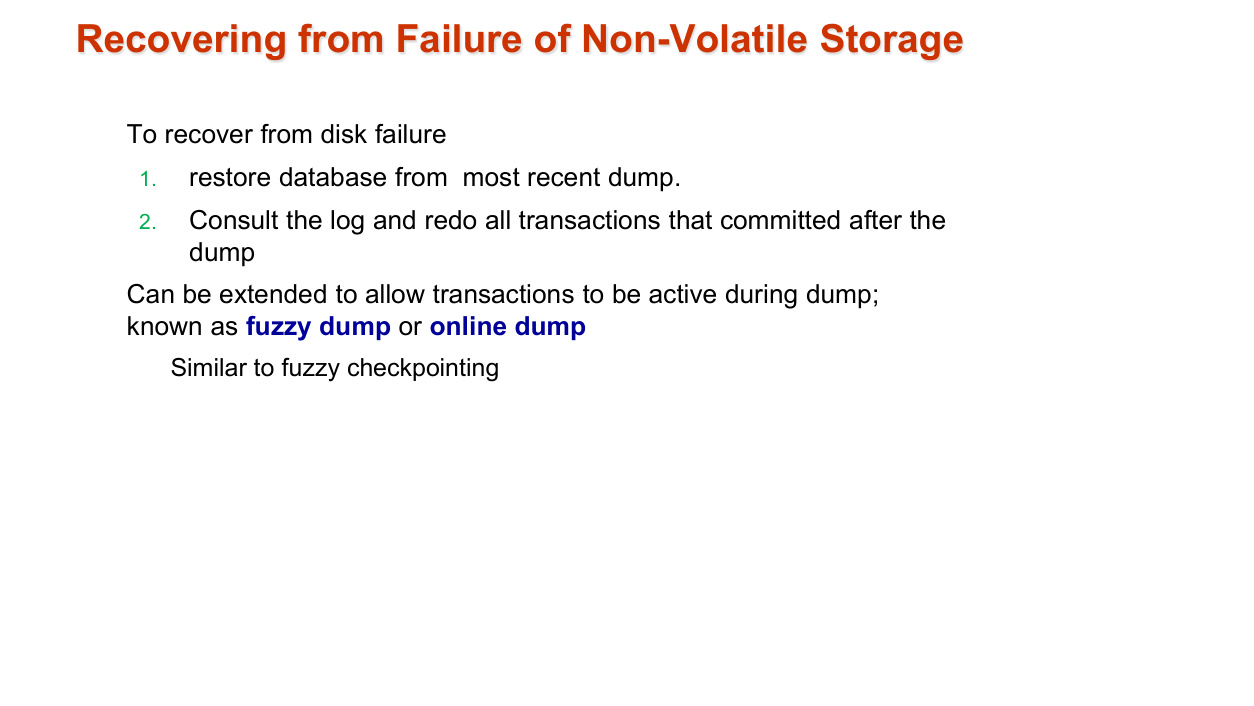 Recovering from Failure of Non-Volatile Storage
To recover from disk failure
1. restore database from  most recent dump.
2. Consult the log and redo all transactions that committed after the
dump
Can be extended to allow transactions to be active during dump;
known as fuzzy dump or online dump
Similar to fuzzy checkpointing